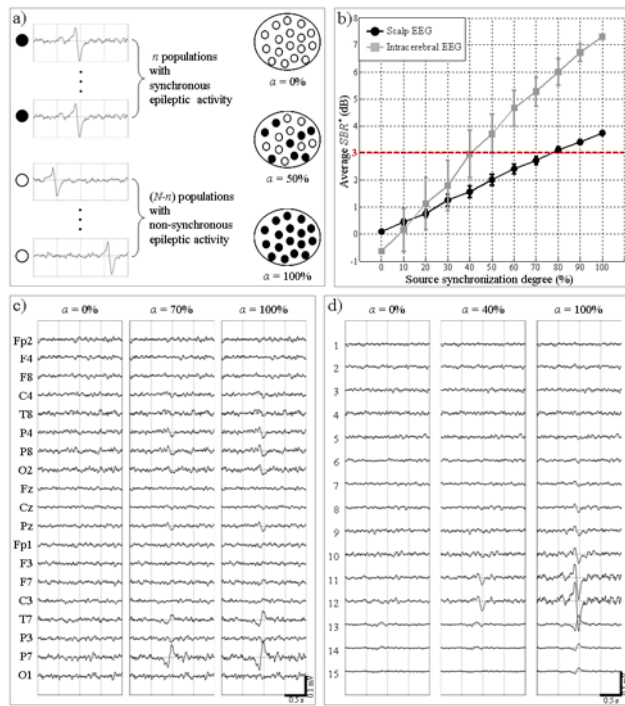 a)
n populations
with
synchronous
epileptic activity
(N-n) populations
with
non-synchronous
epileptic activity
α = 0%
α = 50%
α = 100%
b)
Scalp EEG
Intracerebral EEG
Average SBR* (dB)
8
7
6
5
4
3
2
1
0
-1
0 10 20 30 40 50 60 70 80 90 100
Source synchronization degree (%)
c)
α = 0% α = 70% α = 100%
Fp2
F4
F8
C4
T8
P4
P8
O2
Fz
Cz
Pz
Fp1
F3
F7
C3
T7
P3
P7
O1
0.1 mV
0.5 s
d)
α = 0% α = 40% α = 100%
1
2
3
4
5
6
7
8
9
10
11
12
13
14
15
0.5 s